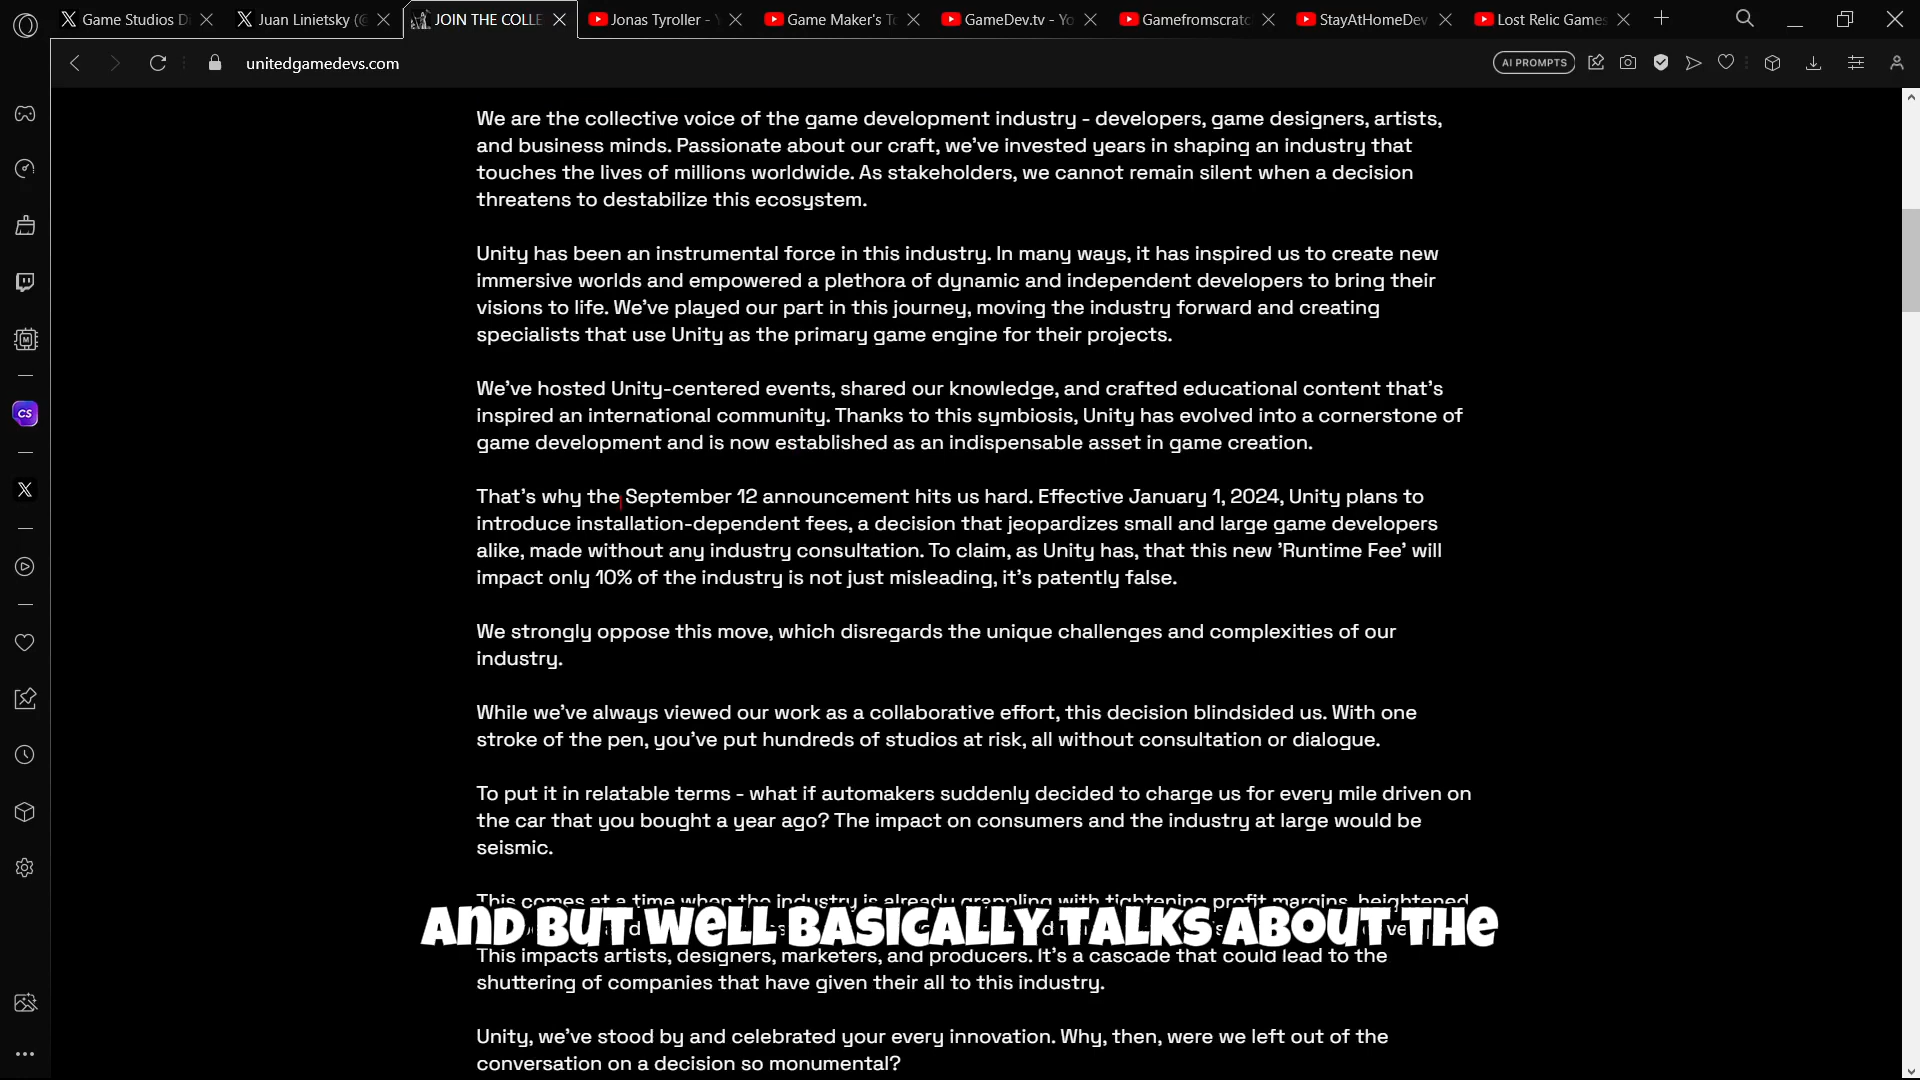 Game Studios D
Juan Linietsky (@
JOIN THE COLLE
Jonas Tyroller - Y
Game Maker's To
GameDev.tv - Yo
Gamefromscratc
StayAtHomeDev
Lost Relic Games
unitedgamedevs.com
AI PROMPTS
We are the collective voice of the game development industry - developers, game designers, artists,
and business minds. Passionate about our craft, we've invested years in shaping an industry that
touches the lives of millions worldwide. As stakeholders, we cannot remain silent when a decision
threatens to destabilize this ecosystem.
Unity has been an instrumental force in this industry. In many ways, it has inspired us to create new
immersive worlds and empowered a plethora of dynamic and independent developers to bring their
visions to life. We've played our part in this journey, moving the industry forward and creating
specialists that use Unity as the primary game engine for their projects.
We've hosted Unity-centered events, shared our knowledge, and crafted educational content that's
inspired an international community. Thanks to this symbiosis, Unity has evolved into a cornerstone of
game development and is now established as an indispensable asset in game creation.
That's why the September 12 announcement hits us hard. Effective January 1, 2024, Unity plans to
introduce installation-dependent fees, a decision that jeopardizes small and large game developers
alike, made without any industry consultation. To claim, as Unity has, that this new 'Runtime Fee' will
impact only 10% of the industry is not just misleading, it's patently false.
We strongly oppose this move, which disregards the unique challenges and complexities of our
industry.
While we've always viewed our work as a collaborative effort, this decision blindsided us. With one
stroke of the pen, you've put hundreds of studios at risk, all without consultation or dialogue.
To put it in relatable terms - what if automakers suddenly decided to charge us for every mile driven on
the car that you bought a year ago? The impact on consumers and the industry at large would be
seismic.
This comes at a time when the industry is already grappling with tightening profit margins, heightened
AND BUT WELL BASICALLY TALKS ABOUT THE
This impacts artists, designers, marketers, and producers. It's a cascade that could lead to the
shuttering of companies that have given their all to this industry.
Unity, we've stood by and celebrated your every innovation. Why, then, were we left out of the
conversation on a decision so monumental?
CS